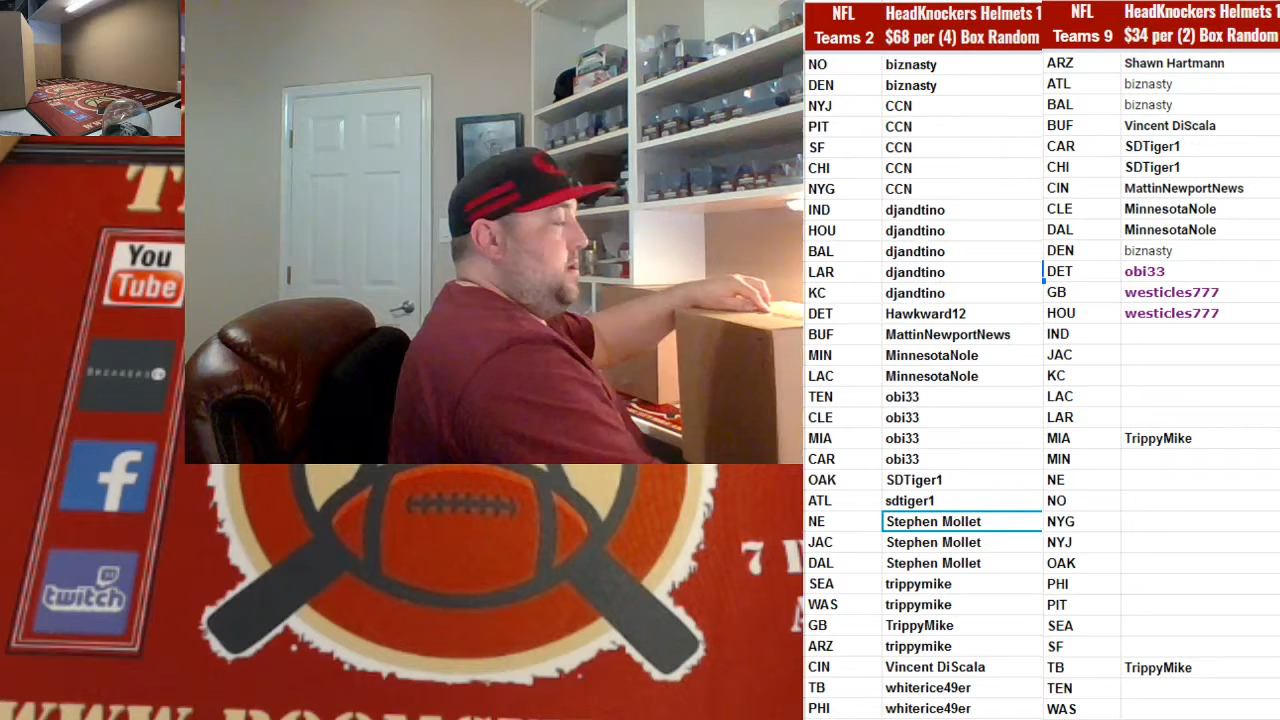 NFL HeadKnockers Helmets 1
Teams 2 $68 per (4) Box Random
NO biznasty
DEN biznasty
NYJ CCN
PIT CCN
SF CCN
CHI CCN
NYG CCN
IND djandtino
HOU djandtino
BAL djandtino
LAR djandtino
KC djandtino
DET Hawkward12
BUF MattinNewportNews
MIN MinnesotaNole
LAC MinnesotaNole
TEN obi33
CLE obi33
MIA obi33
CAR obi33
OAK SDTiger1
ATL sdtiger1
NE Stephen Mollet
JAC Stephen Mollet
DAL Stephen Mollet
SEA trippymike
WAS trippymike
GB TrippyMike
ARZ trippymike
CIN Vincent DiScala
TB whiterice49er
PHI whiterice49er
NFL HeadKnockers Helmets 1
Teams 9 $34 per (2) Box Random
ARZ Shawn Hartmann
ATL biznasty
BAL biznasty
BUF Vincent DiScala
CAR SDTiger1
CHI SDTiger1
CIN MattinNewportNews
CLE MinnesotaNole
DAL MinnesotaNole
DEN biznasty
DET obi33
GB westicles777
HOU westicles777
IND
JAC
KC
LAC
LAR
MIA TrippyMike
MIN
NE
NO
NYG
NYJ
OAK
PHI
PIT
SEA
SF
TB TrippyMike
TEN
WAS
You
Tube
BREAKERS
f
twitch
7